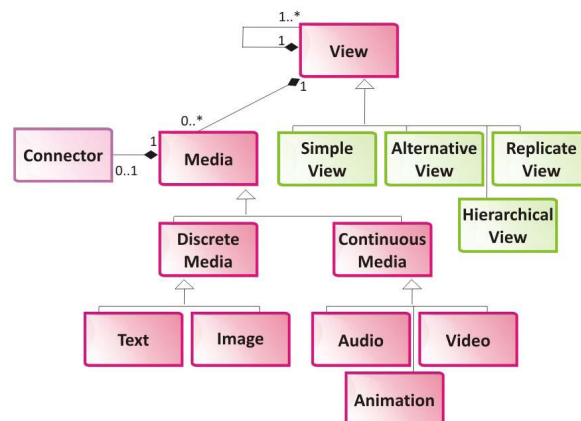 1..*
1
View
1
0..*
Connector
1
0..1
Media
Simple
View
Alternative
View
Replicate
View
Hierarchical
View
Discrete
Media
Continuous
Media
Text
Image
Audio
Video
Animation